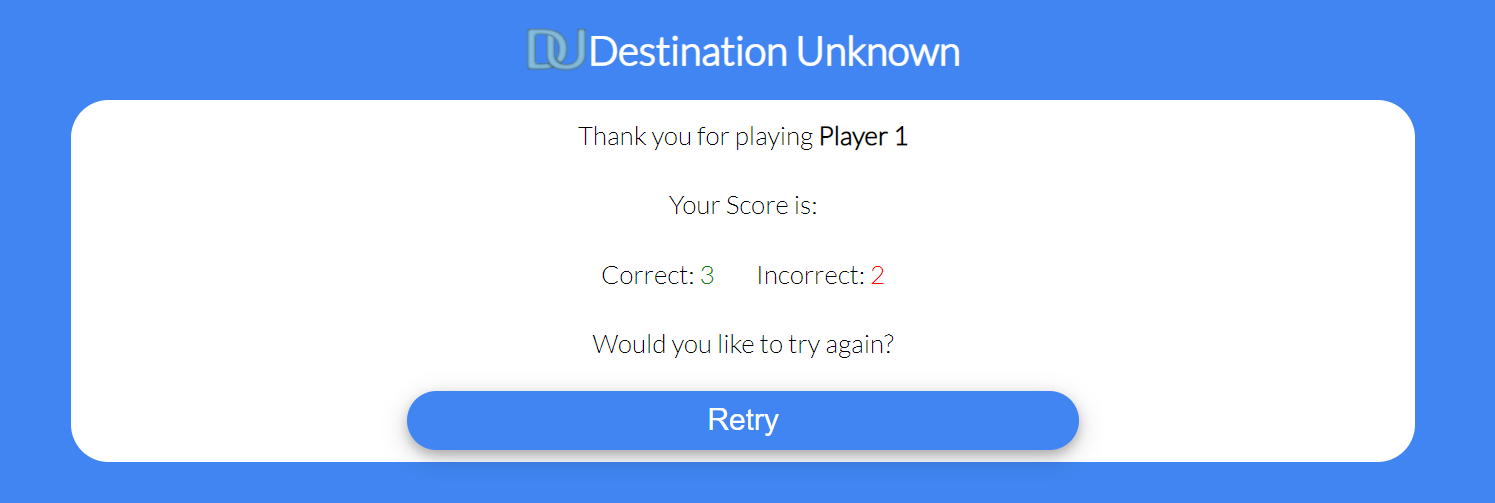 DU Destination Unknown
Thank you for playing Player 1
Your Score is:
Correct: 3 Incorrect: 2
Would you like to try again?
Retry